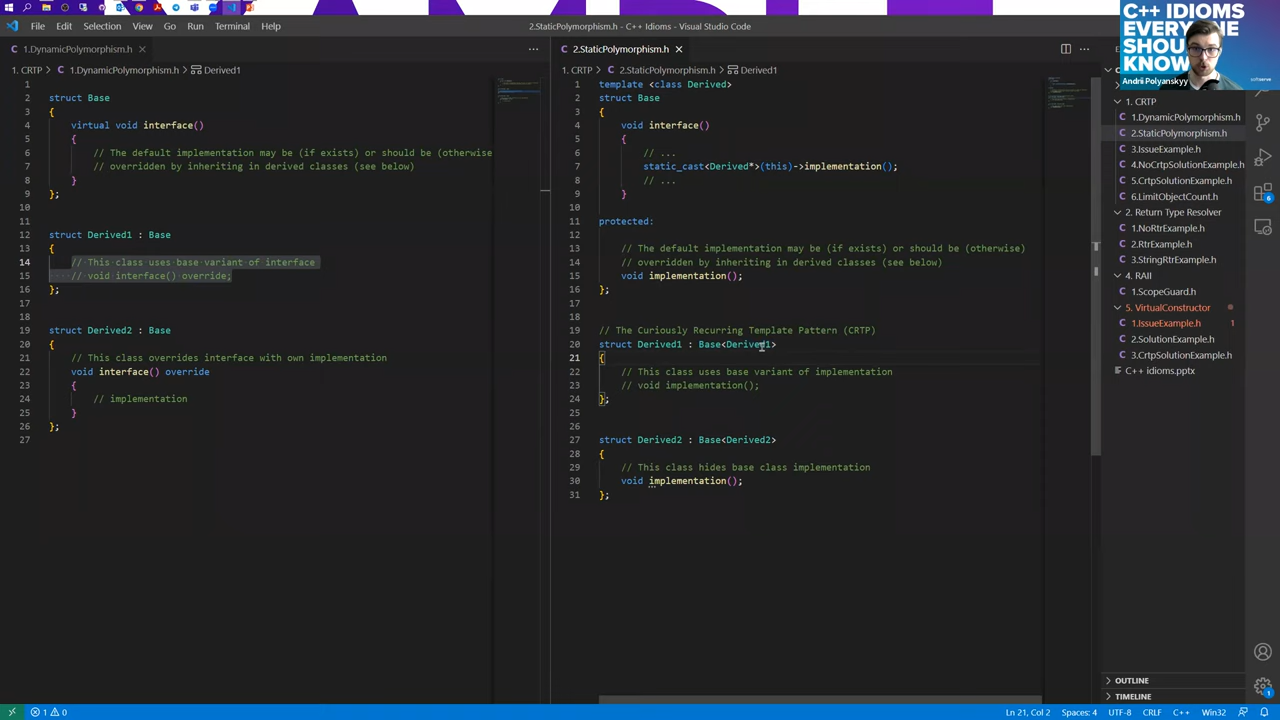 File Edit Selection View Go Run Terminal Help
2.StaticPolymorphism.h - C++ Idioms - Visual Studio Code
C++ IDIOMS
EVERYONE
SHOU
KNOW
Andrii Polyanskyy
softserve
1.DynamicPolymorphism.h
1. CRTP > 1.DynamicPolymorphism.h > Derived1
1
2 struct Base
3 {
4 virtual void interface()
5 {
6 // The default implementation may be (if exists) or should be (otherwise
7 // overridden by inheriting in derived classes (see below)
8 }
9 };
10
11
12 struct Derived1 : Base
13 {
14 // This class uses base variant of interface
15 // void interface() override;
16 };
17
18
19 struct Derived2 : Base
20 {
21 // This class overrides interface with own implementation
22 void interface() override
23 {
24 // implementation
25 }
26 };
27
2.StaticPolymorphism.h
1. CRTP > 2.StaticPolymorphism.h > Derived1
1 template <class Derived>
2 struct Base
3 {
4 void interface()
5 {
6 // ...
7 static_cast<Derived*>(this)->implementation();
8 // ...
9 }
10
11 protected:
12
13 // The default implementation may be (if exists) or should be (otherwise)
14 // overridden by inheriting in derived classes (see below)
15 void implementation();
16 };
17
18
19 // The Curiously Recurring Template Pattern (CRTP)
20 struct Derived1 : Base<Derived1>
21 {
22 // This class uses base variant of implementation
23 // void implementation();
24 };
25
26
27 struct Derived2 : Base<Derived2>
28 {
29 // This class hides base class implementation
30 void implementation();
31 };
1. CRTP
1.DynamicPolymorphism.h
2.StaticPolymorphism.h
3.IssueExample.h
4.NoCrtpSolutionExample.h
5.CrtpSolutionExample.h
6.LimitObjectCount.h
2. Return Type Resolver
1.NoRtrExample.h
2.RtrExample.h
3.StringRtrExample.h
4. RAII
1.ScopeGuard.h
5. VirtualConstructor
1.IssueExample.h 1
2.SolutionExample.h
3.CrtpSolutionExample.h
C++ idioms.pptx
OUTLINE
TIMELINE
6
1
1 0
Ln 21, Col 2 Spaces: 4 UTF-8 CRLF C++ Win32